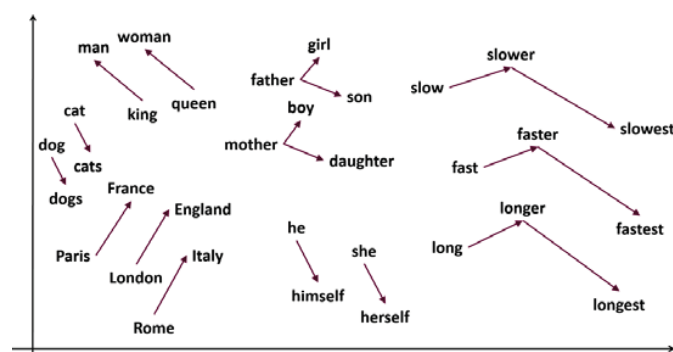 man
woman
king
queen
cat
cats
dog
dogs
France
Paris
England
London
Italy
Rome
girl
father
son
boy
mother
daughter
he
himself
she
herself
slower
slow
slowest
faster
fast
fastest
longer
long
longest